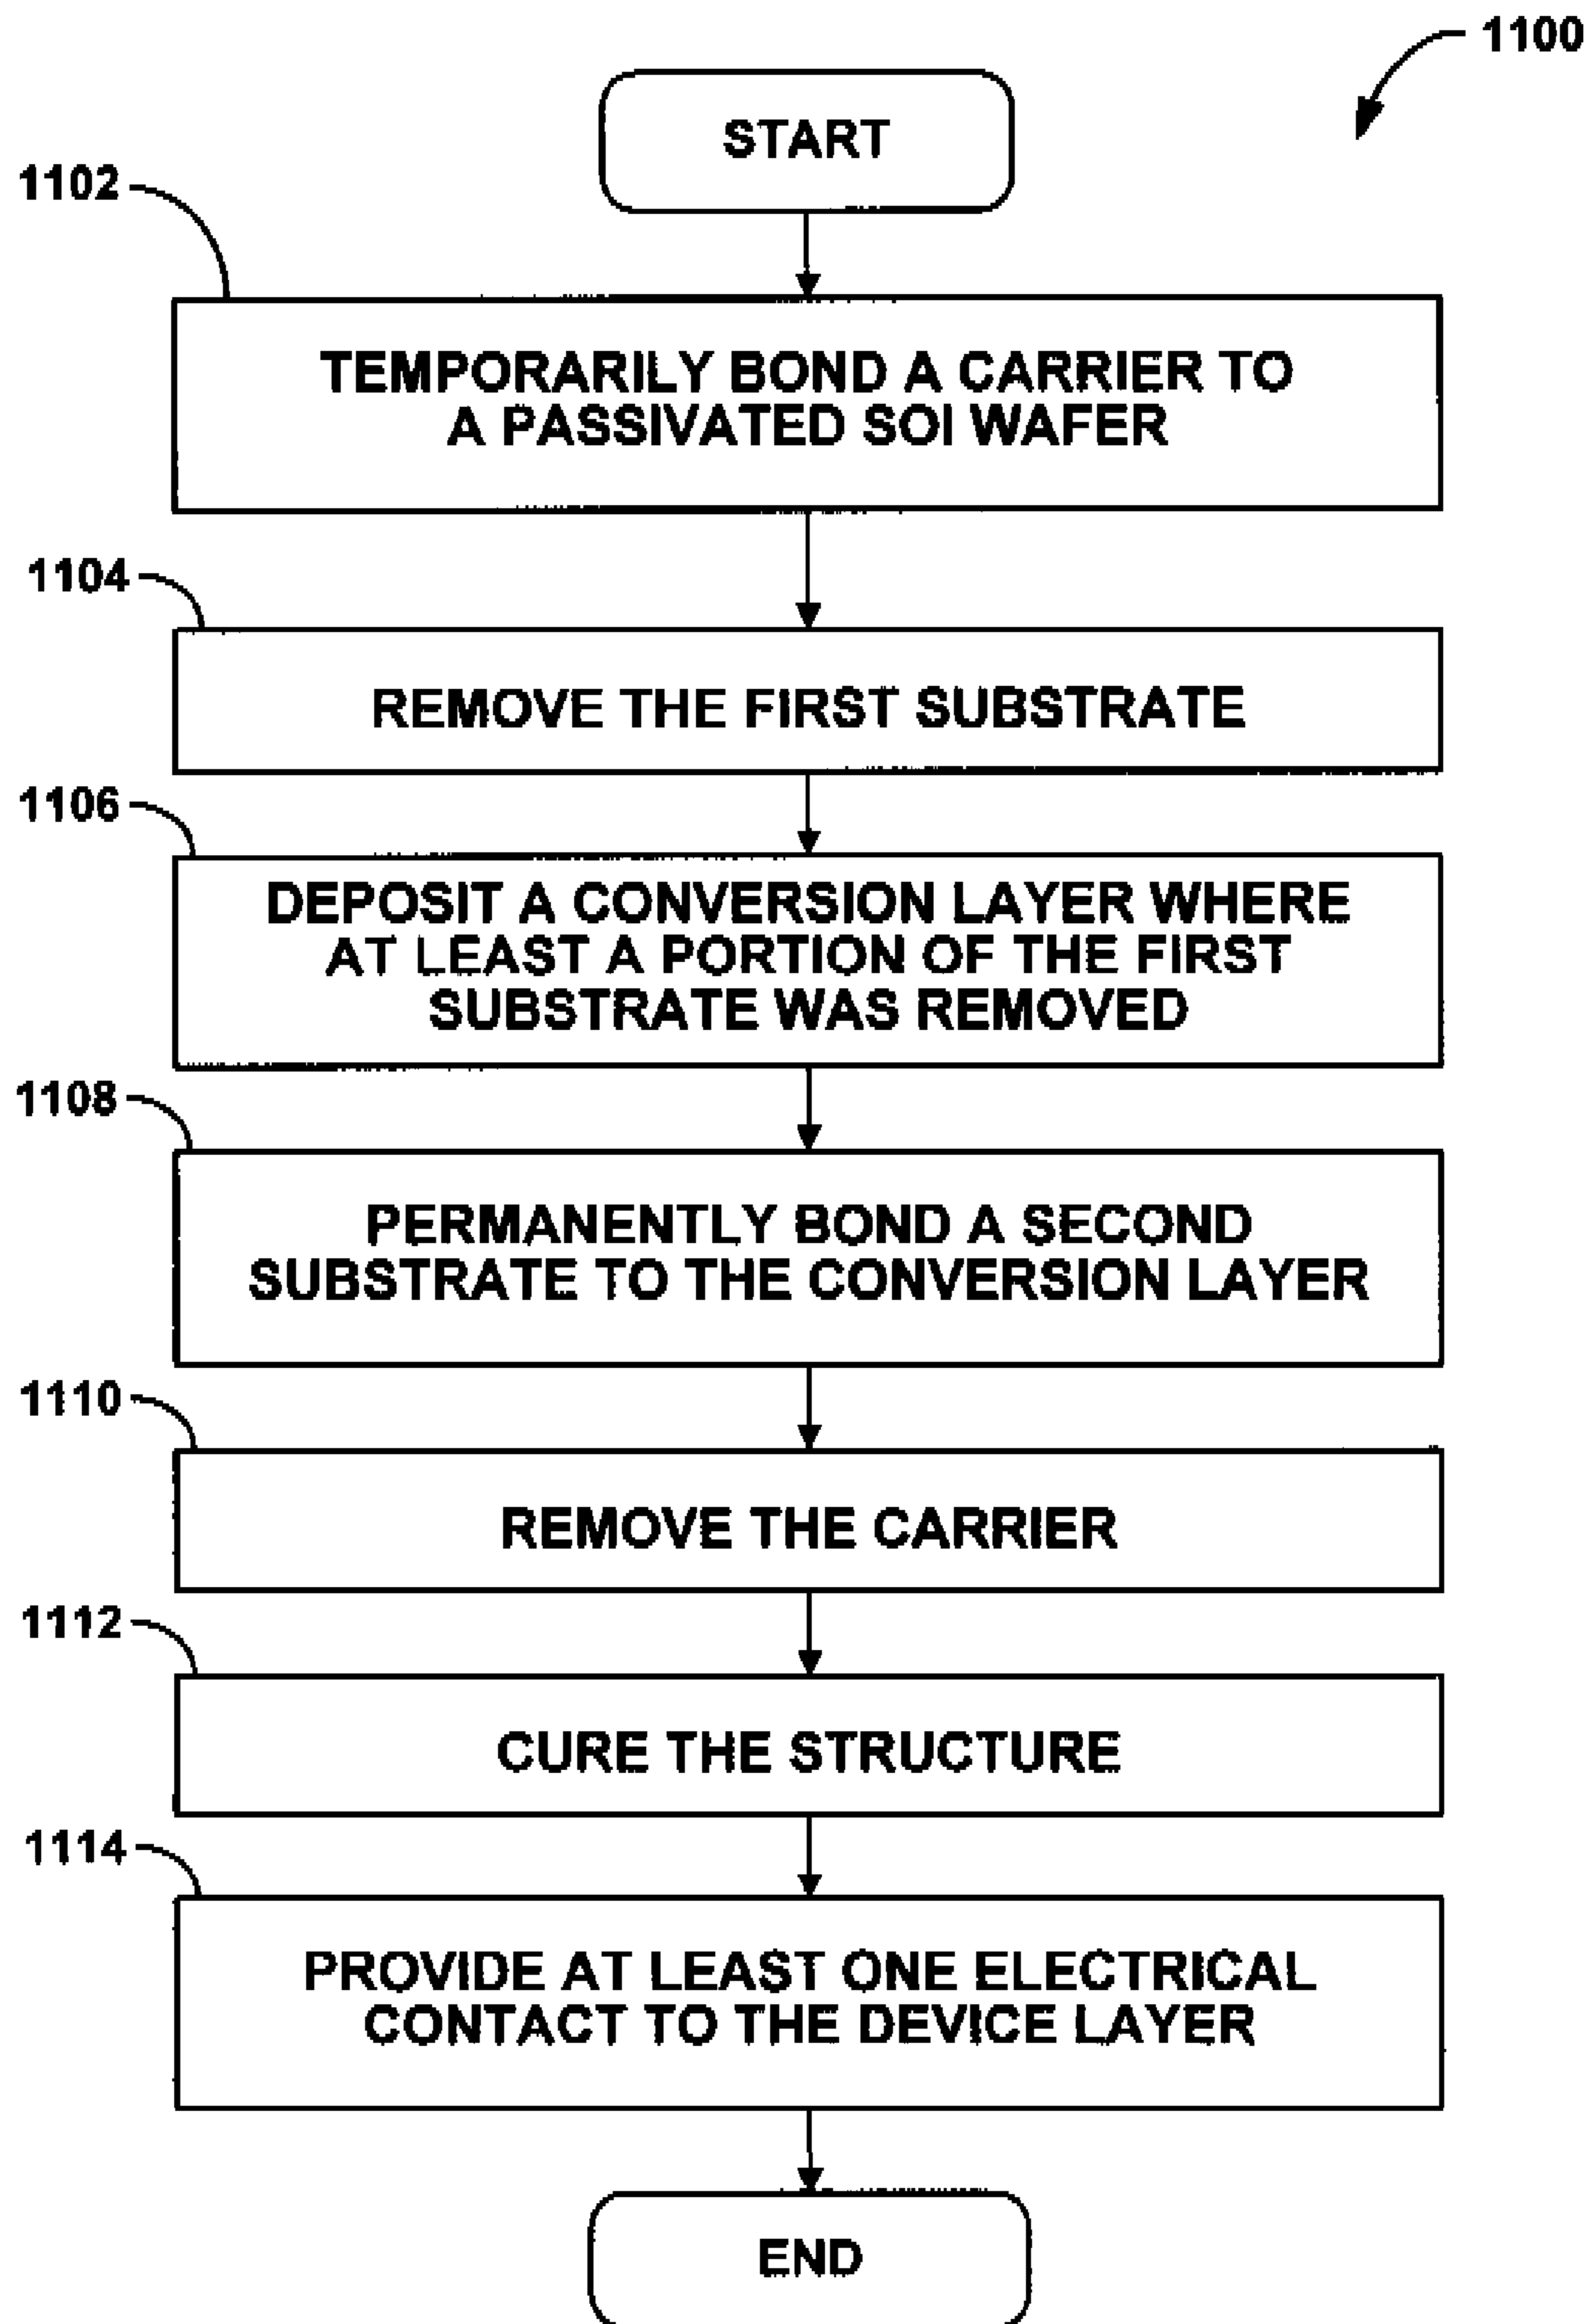 1100
START
1102
TEMPORARILY BOND A CARRIER TO
A PASSIVATED SOI WAFER
1104
REMOVE THE FIRST SUBSTRATE
1106
DEPOSIT A CONVERSION LAYER WHERE
AT LEAST A PORTION OF THE FIRST
SUBSTRATE WAS REMOVED
1108
PERMANENTLY BOND A SECOND
SUBSTRATE TO THE CONVERSION LAYER
1110
REMOVE THE CARRIER
1112
CURE THE STRUCTURE
1114
PROVIDE AT LEAST ONE ELECTRICAL
CONTACT TO THE DEVICE LAYER
END